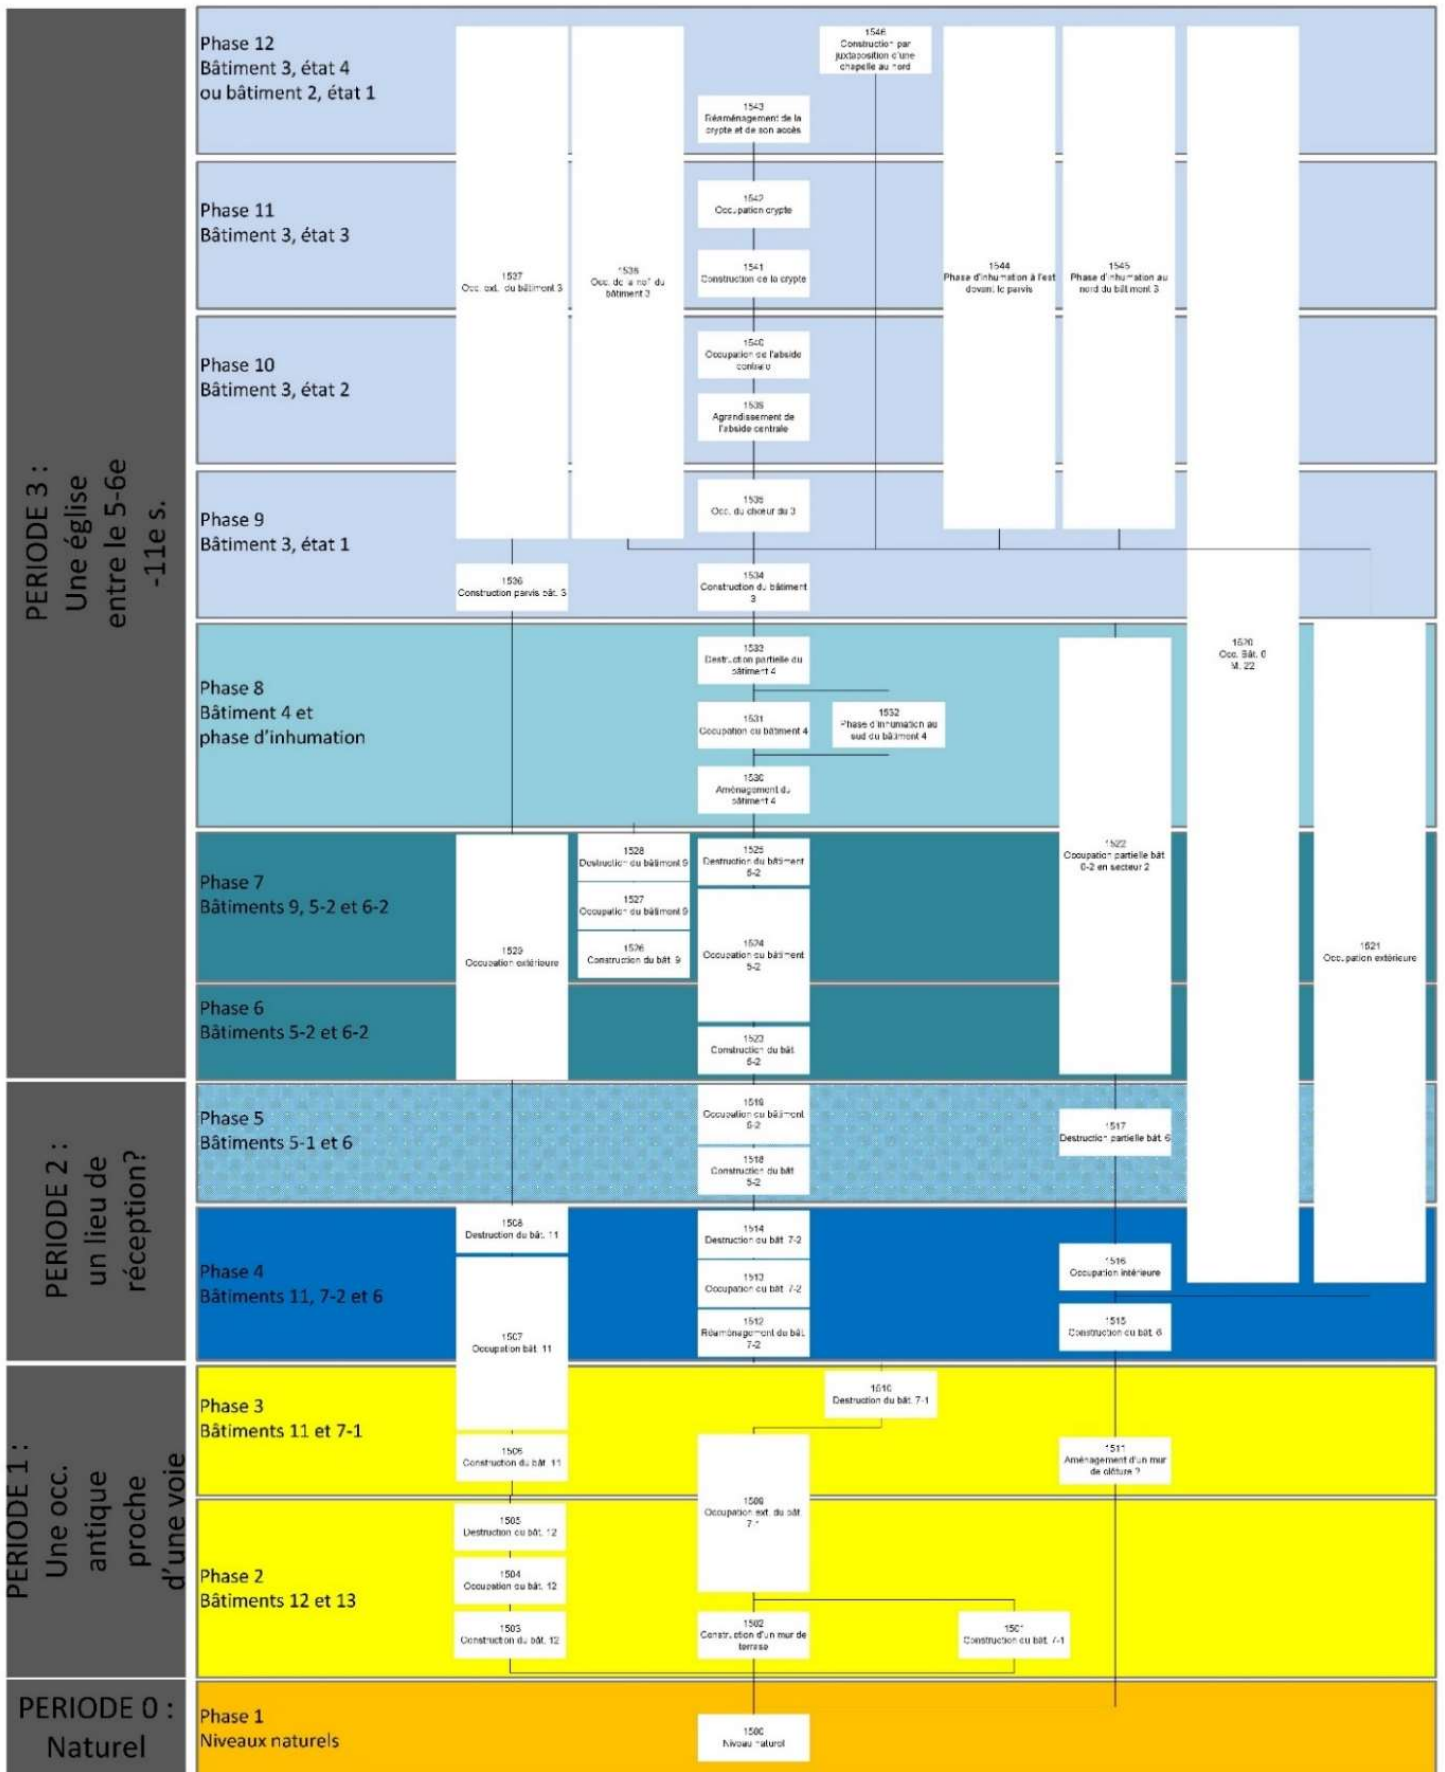 PERIODE 3 :
Une église
entre le 5-6e
-11e s.
Phase 12
Bâtiment 3, état 4
ou bâtiment 2, état 1
1546
Construction par
juxtaposition d'une
chapelle au nord
1543
Réaménagement de la
crypte et de son accès
Phase 11
Bâtiment 3, état 3
1542
Occupation crypte
1541
Construction de la crypte
1537
Occ. ext. du bâtiment 3
1538
Occ. de la nef du
bâtiment 3
1544
Phase d'inhumation à l'est
devant le parvis
1545
Phase d'inhumation au
nord du bâtiment 3
Phase 10
Bâtiment 3, état 2
1540
Occupation de l'abside
centrale
1539
Agrandissement de
l'abside centrale
Phase 9
Bâtiment 3, état 1
1535
Occ. du chœur du 3
1536
Construction parvis bât. 3
1534
Construction du bâtiment
3
Phase 8
Bâtiment 4 et
phase d'inhumation
1533
Destruction partielle du
bâtiment 4
1531
Occupation du bâtiment 4
1532
Phase d'inhumation au
sud du bâtiment 4
1530
Aménagement du
bâtiment 4
1520
Occ. Bât.
M. 22
Phase 7
Bâtiments 9, 5-2 et 6-2
1528
Destruction du bâtiment 9
1527
Occupation du bâtiment 9
1526
Construction du bât. 9
1525
Destruction du bâtiment
1524
Occupation du bâtiment
5-2
1529
Occupation extérieure
1522
Occupation partielle bât
en secteur 2
1521
Occupation extérieure
Phase 6
Bâtiments 5-2 et 6-2
1523
Construction du bât.
PERIODE 2 :
un lieu de
réception?
Phase 5
Bâtiments 5-1 et 6
1519
Occupation du bâtiment
1518
Construction du bât
5-2
1517
Destruction partielle bât. 6
Phase 4
Bâtiments 11, 7-2 et 6
1508
Destruction du bât. 11
1507
Occupation bât. 11
1514
Destruction du bât. 7-2
1513
Occupation du bât. 7-2
1512
Réaménagement du bât.
7-2
1516
Occupation intérieure
1515
Construction du bât. 6
PERIODE 1 :
Une occ.
antique
proche
d'une voie
Phase 3
Bâtiments 11 et 7-1
1510
Destruction du bât. 7-1
1506
Construction du bât. 11
1511
Aménagement d'un mur
de clôture ?
Phase 2
Bâtiments 12 et 13
1505
Destruction du bât. 12
1504
Occupation du bât. 12
1503
Construction du bât. 12
1509
Occupation ext. du bât.
7-1
1502
Construction d'un mur de
terrasse
1501
Construction du bât. 7-1
PERIODE 0 :
Naturel
Phase 1
Niveaux naturels
1500
Niveau naturel